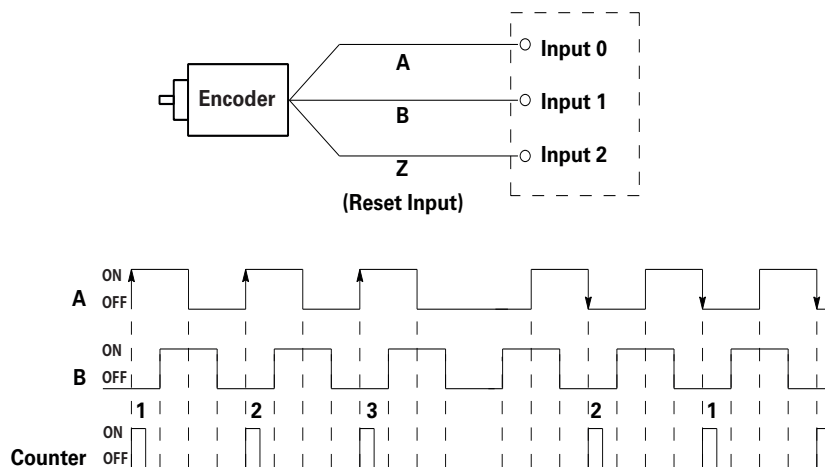 Encoder
A
Input 0
B
Input 1
Z
Input 2
(Reset Input)
ON
A
OFF
ON
B
OFF
1
2
3
2
1
ON
Counter
OFF